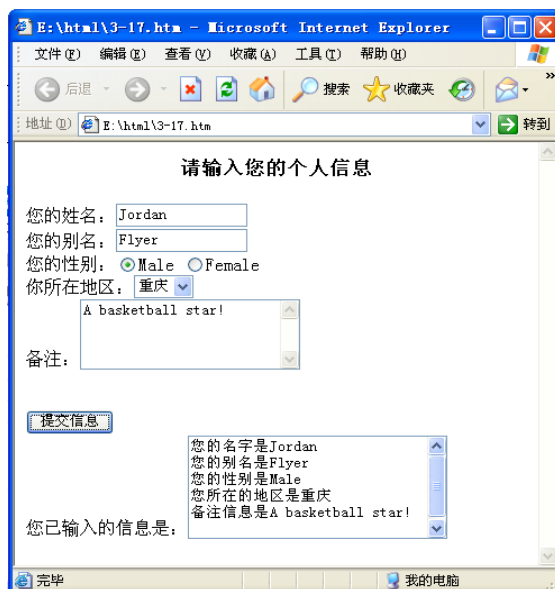 E:\html\3-17.htm - Microsoft Internet Explorer
文件(F) 编辑(E) 查看(V) 收藏(A) 工具(T) 帮助(H)
后退 搜索 收藏夹
地址(D) E:\html\3-17.htm 转到
请输入您的个人信息
您的姓名: Jordan
您的别名: Flyer
您的性别: Male Female
你所在地区: 重庆
A basketball star!
备注:
提交信息
您的名字是Jordan
您的别名是Flyer
您的性别是Male
您所在的地区是重庆
备注信息是A basketball star!
您已输入的信息是:
完毕 我的电脑